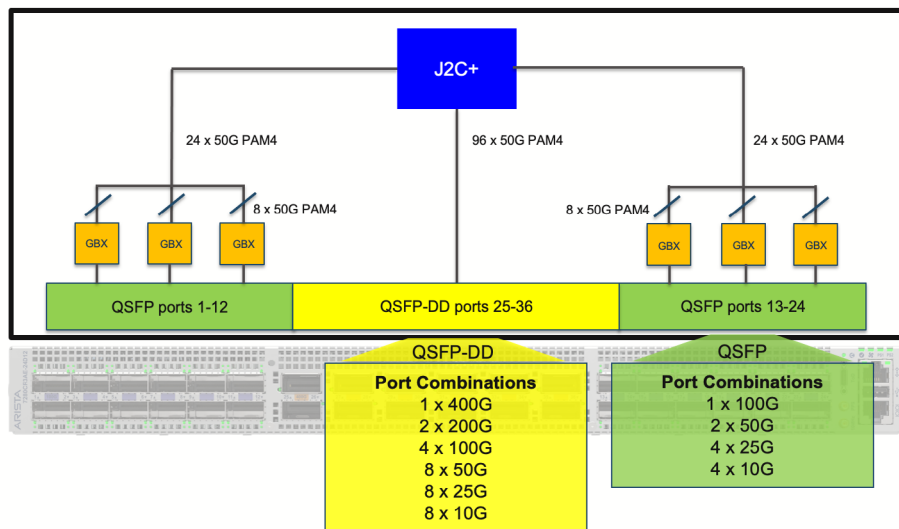 J2C+
24 x 50G PAM4
96 x 50G PAM4
24 x 50G PAM4
8 x 50G PAM4
8 x 50G PAM4
GBX
GBX
GBX
GBX
GBX
GBX
QSFP ports 1-12
QSFP-DD ports 25-36
QSFP ports 13-24
QSFP-DD
QSFP
Port Combinations
1 x 400G
2 x 200G
4 x 100G
8 x 50G
8 x 25G
8 x 10G
Port Combinations
1 x 100G
2 x 50G
4 x 25G
4 x 10G
ARISTA